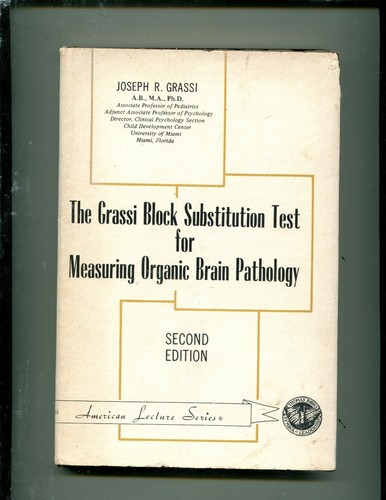 JOSEPH R. GRASSI
A.B., M.A., Ph.D.
Associate Professor of Pediatrics
Adjunct Associate Professor of Psychology
Director, Clinical Psychology Section
Child Development Center
University of Miami
Miami, Florida
The Grassi Block Substitution Test
for
Measuring Organic Brain Pathology
SECOND
EDITION
American Lecture Series®